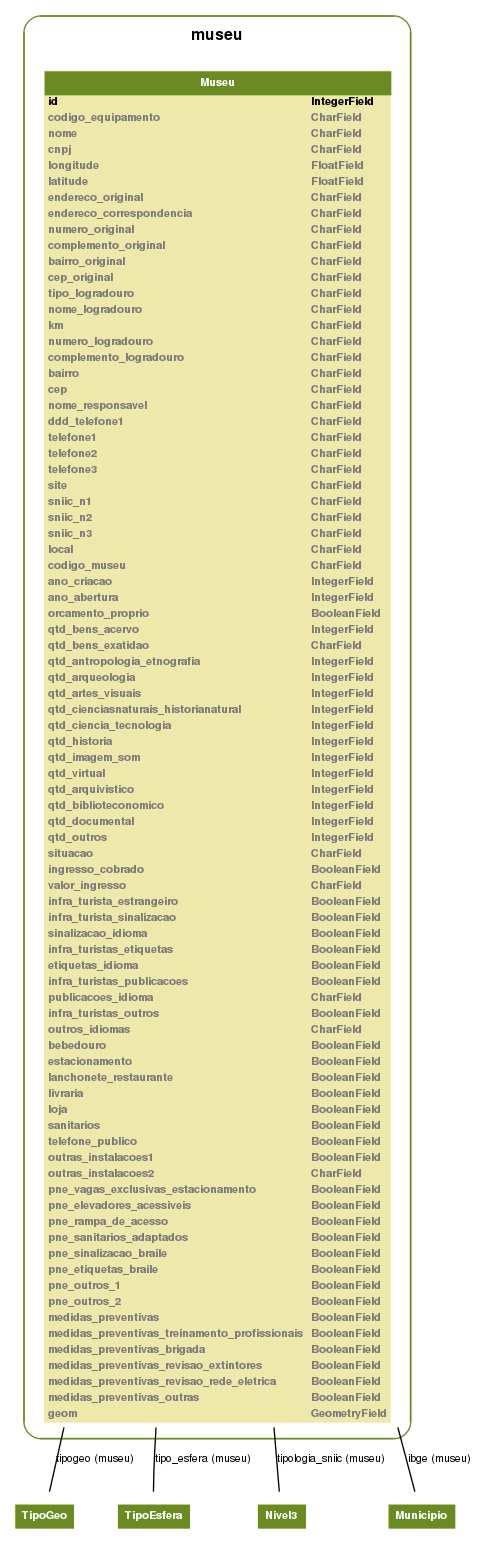 museu
Museu
id IntegerField
codigo_equipamento CharField
nome CharField
cnpj CharField
longitude FloatField
latitude FloatField
endereco_original CharField
endereco_correspondencia CharField
numero_original CharField
complemento_original CharField
bairro_original CharField
cep_original CharField
tipo_logradouro CharField
nome_logradouro CharField
km CharField
numero_logradouro CharField
complemento_logradouro CharField
bairro CharField
cep CharField
nome_responsavel CharField
ddd_telefone1 CharField
telefone1 CharField
telefone2 CharField
telefone3 CharField
site CharField
sniic_n1 CharField
sniic_n2 CharField
sniic_n3 CharField
local CharField
codigo_museu CharField
ano_criacao IntegerField
ano_abertura IntegerField
orcamento_proprio BooleanField
qtd_bens_acervo IntegerField
qtd_bens_exatidao CharField
qtd_antropologia_etnografia IntegerField
qtd_arqueologia IntegerField
qtd_artes_visuais IntegerField
qtd_cienciasnaturais_historianatural IntegerField
qtd_ciencia_tecnologia IntegerField
qtd_historia IntegerField
qtd_imagem_som IntegerField
qtd_virtual IntegerField
qtd_arquivistico IntegerField
qtd_biblioteconomico IntegerField
qtd_documental IntegerField
qtd_outros IntegerField
situacao CharField
ingresso_cobrado BooleanField
valor_ingresso CharField
infra_turista_estrangeiro BooleanField
infra_turista_sinalizacao BooleanField
sinalizacao_idioma BooleanField
infra_turistas_etiquetas BooleanField
etiquetas_idioma BooleanField
infra_turistas_publicacoes BooleanField
publicacoes_idioma CharField
infra_turistas_outros BooleanField
outros_idiomas CharField
bebedouro BooleanField
estacionamento BooleanField
lanchonete_restaurante BooleanField
livraria BooleanField
loja BooleanField
sanitarios BooleanField
telefone_publico BooleanField
outras_instalacoes1 BooleanField
outras_instalacoes2 CharField
pne_vagas_exclusivas_estacionamento BooleanField
pne_elevadores_acessiveis BooleanField
pne_rampa_de_acesso BooleanField
pne_sanitarios_adaptados BooleanField
pne_sinalizacao_braile BooleanField
pne_etiquetas_braile BooleanField
pne_outros_1 BooleanField
pne_outros_2 BooleanField
medidas_preventivas BooleanField
medidas_preventivas_treinamento_profissionais BooleanField
medidas_preventivas_brigada BooleanField
medidas_preventivas_revisao_extintores BooleanField
medidas_preventivas_revisao_rede_eletrica BooleanField
medidas_preventivas_outras BooleanField
geom GeometryField
tipogeo (museu) tipo_esfera (museu) tipologia_sniic (museu) ibge (museu)
TipoGeo TipoEsfera Nivel3 Municipio